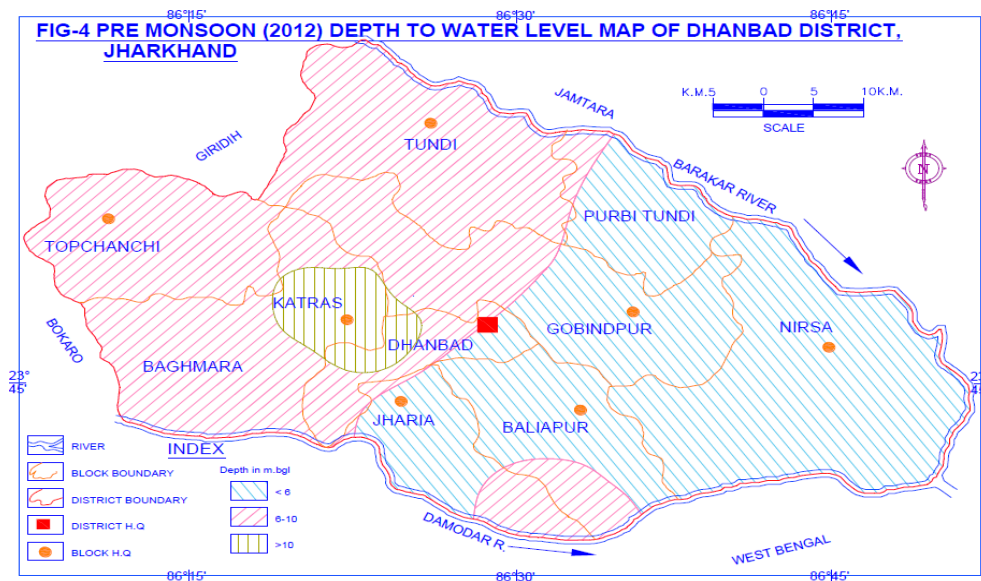 86°15' 86°30' 86°45'
FIG-4 PRE MONSOON (2012) DEPTH TO WATER LEVEL MAP OF DHANBAD DISTRICT,
JHARKHAND
K.M.5 0 5 10K.M.
SCALE
JAMTARA
GIRIDIH
TUNDI
BARAKAR RIVER
N
PURBI TUNDI
TOPCHANCHI
KATRAS
BOKARO
DHANBAD
GOBINDPUR
NIRSA
BAGHMARA
23°
45'
JHARIA
BALIAPUR
INDEX
RIVER
BLOCK BOUNDARY
DISTRICT BOUNDARY
DISTRICT H.Q
BLOCK H.Q
Depth in m.bgl
< 6
6-10
>10
DAMODAR R.
WEST BENGAL
86°15' 86°30' 86°45'